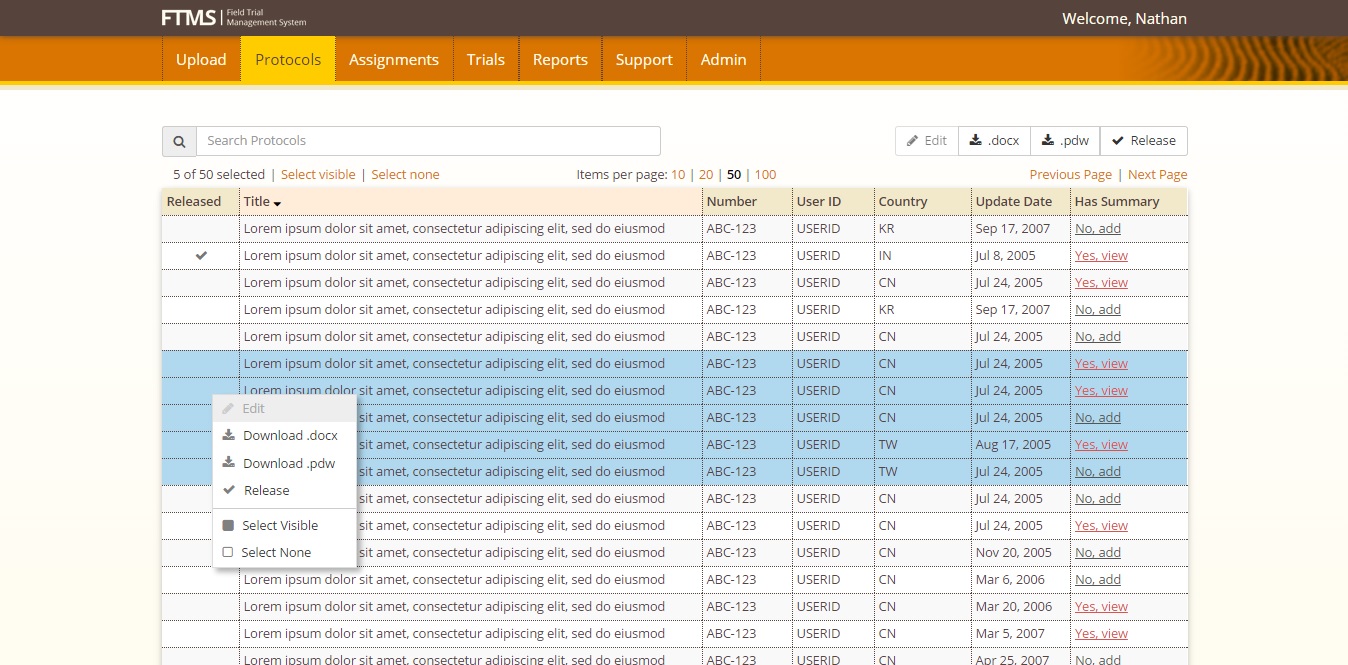 FTMS | Field Trial
Management System
Welcome, Nathan
Upload Protocols Assignments Trials Reports Support Admin
Search Protocols
Edit .docx .pdw Release
5 of 50 selected | Select visible | Select none Items per page: 10 | 20 | 50 | 100 Previous Page | Next Page
Released Title Number User ID Country Update Date Has Summary
Lorem ipsum dolor sit amet, consectetur adipiscing elit, sed do eiusmod ABC-123 USERID KR Sep 17, 2007 No, add
Lorem ipsum dolor sit amet, consectetur adipiscing elit, sed do eiusmod ABC-123 USERID IN Jul 8, 2005 Yes, view
Lorem ipsum dolor sit amet, consectetur adipiscing elit, sed do eiusmod ABC-123 USERID CN Jul 24, 2005 Yes, view
Lorem ipsum dolor sit amet, consectetur adipiscing elit, sed do eiusmod ABC-123 USERID KR Sep 17, 2007 No, add
Lorem ipsum dolor sit amet, consectetur adipiscing elit, sed do eiusmod ABC-123 USERID CN Jul 24, 2005 No, add
Lorem ipsum dolor sit amet, consectetur adipiscing elit, sed do eiusmod ABC-123 USERID CN Jul 24, 2005 Yes, view
Lorem ipsum dolor sit amet, consectetur adipiscing elit, sed do eiusmod ABC-123 USERID CN Jul 24, 2005 Yes, view
sit amet, consectetur adipiscing elit, sed do eiusmod ABC-123 USERID CN Jul 24, 2005 No, add
sit amet, consectetur adipiscing elit, sed do eiusmod ABC-123 USERID TW Aug 17, 2005 Yes, view
sit amet, consectetur adipiscing elit, sed do eiusmod ABC-123 USERID TW Jul 24, 2005 No, add
sit amet, consectetur adipiscing elit, sed do eiusmod ABC-123 USERID CN Jul 24, 2005 No, add
sit amet, consectetur adipiscing elit, sed do eiusmod ABC-123 USERID CN Jul 24, 2005 Yes, view
sit amet, consectetur adipiscing elit, sed do eiusmod ABC-123 USERID CN Nov 20, 2005 No, add
Lorem ipsum dolor sit amet, consectetur adipiscing elit, sed do eiusmod ABC-123 USERID CN Mar 6, 2006 No, add
Lorem ipsum dolor sit amet, consectetur adipiscing elit, sed do eiusmod ABC-123 USERID CN Mar 20, 2006 Yes, view
Lorem ipsum dolor sit amet, consectetur adipiscing elit, sed do eiusmod ABC-123 USERID CN Mar 5, 2007 Yes, view
Lorem ipsum dolor sit amet, consectetur adipiscing elit, sed do eiusmod ABC-123 USERID CN Apr 25, 2007 No, add
Edit
Download .docx
Download .pdw
Release
Select Visible
Select None